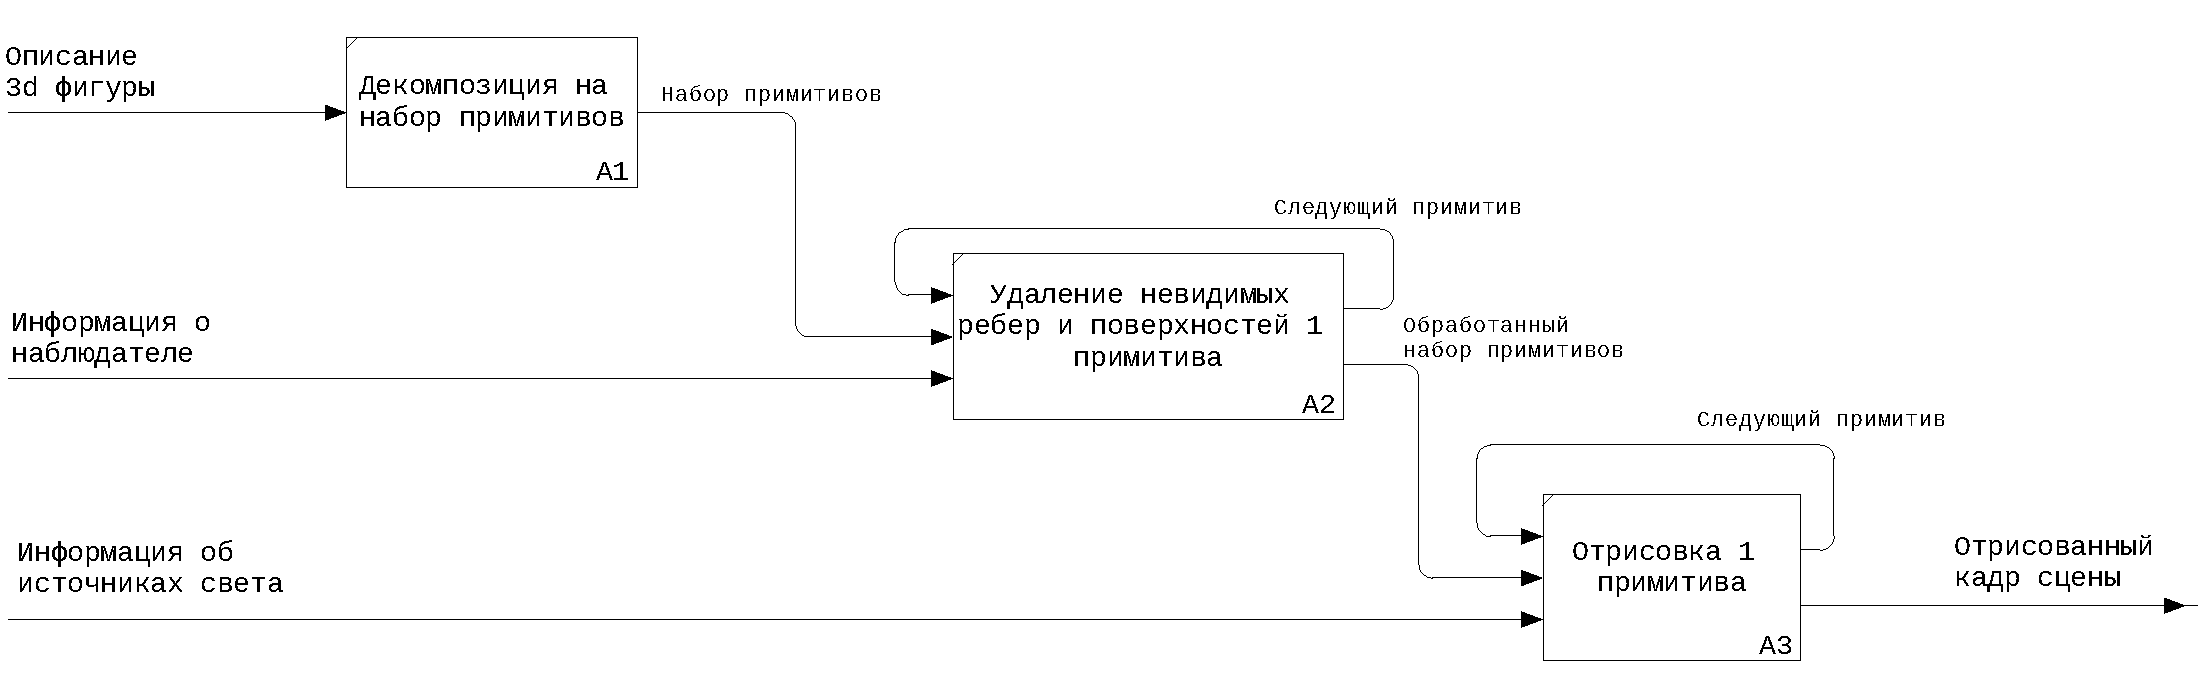 Описание
3d фигуры
Декомпозиция на
набор примитивов
A1
Набор примитивов
Следующий примитив
Информация о
наблюдателе
Удаление невидимых
ребер и поверхностей 1
примитива
A2
Обработанный
набор примитивов
Следующий примитив
Информация об
источниках света
Отрисовка 1
примитива
A3
Отрисованный
кадр сцены